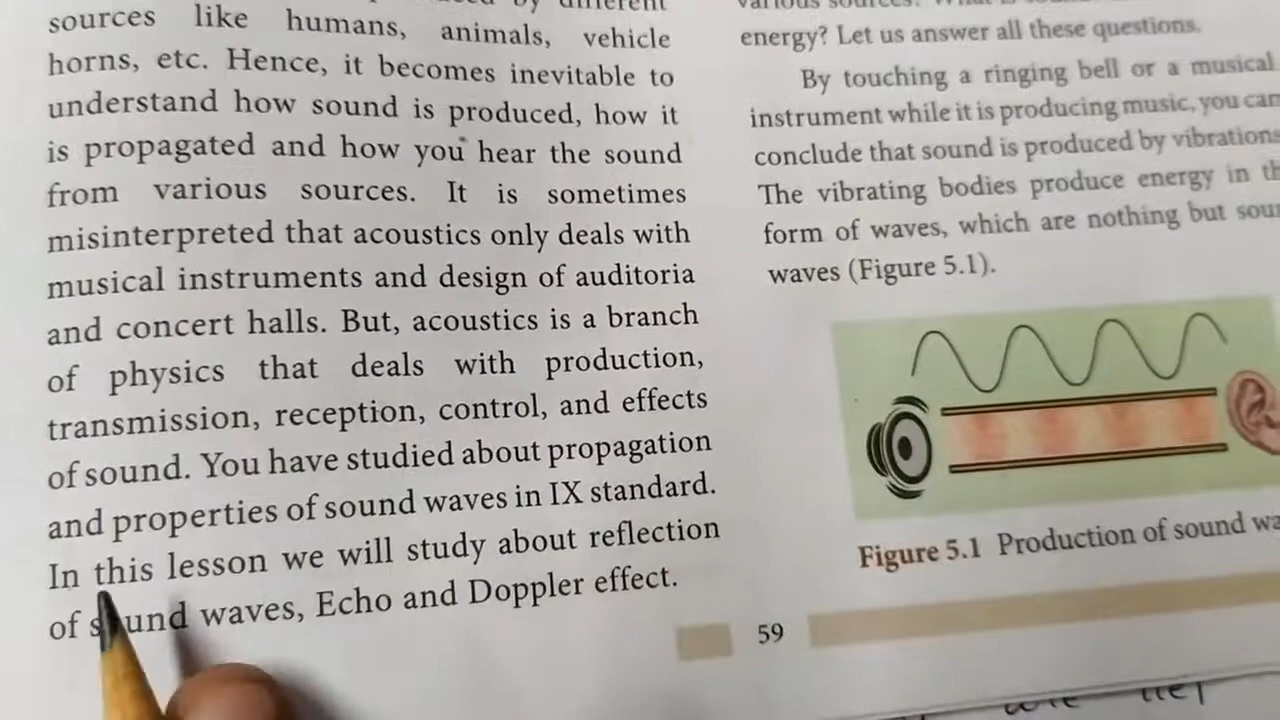 by different
sources like humans, animals, vehicle
horns, etc. Hence, it becomes inevitable to
understand how sound is produced, how it
is propagated and how you hear the sound
from various sources. It is sometimes
misinterpreted that acoustics only deals with
musical instruments and design of auditoria
and concert halls. But, acoustics is a branch
of physics that deals with production,
transmission, reception, control, and effects
of sound. You have studied about propagation
and properties of sound waves in IX standard.
In this lesson we will study about reflection
of sound waves, Echo and Doppler effect.
various sources?
energy? Let us answer all these questions.
By touching a ringing bell or a musical
instrument while it is producing music, you can
conclude that sound is produced by vibrations
The vibrating bodies produce energy in th
form of waves, which are nothing but soun
waves (Figure 5.1).
Figure 5.1 Production of sound wa
59